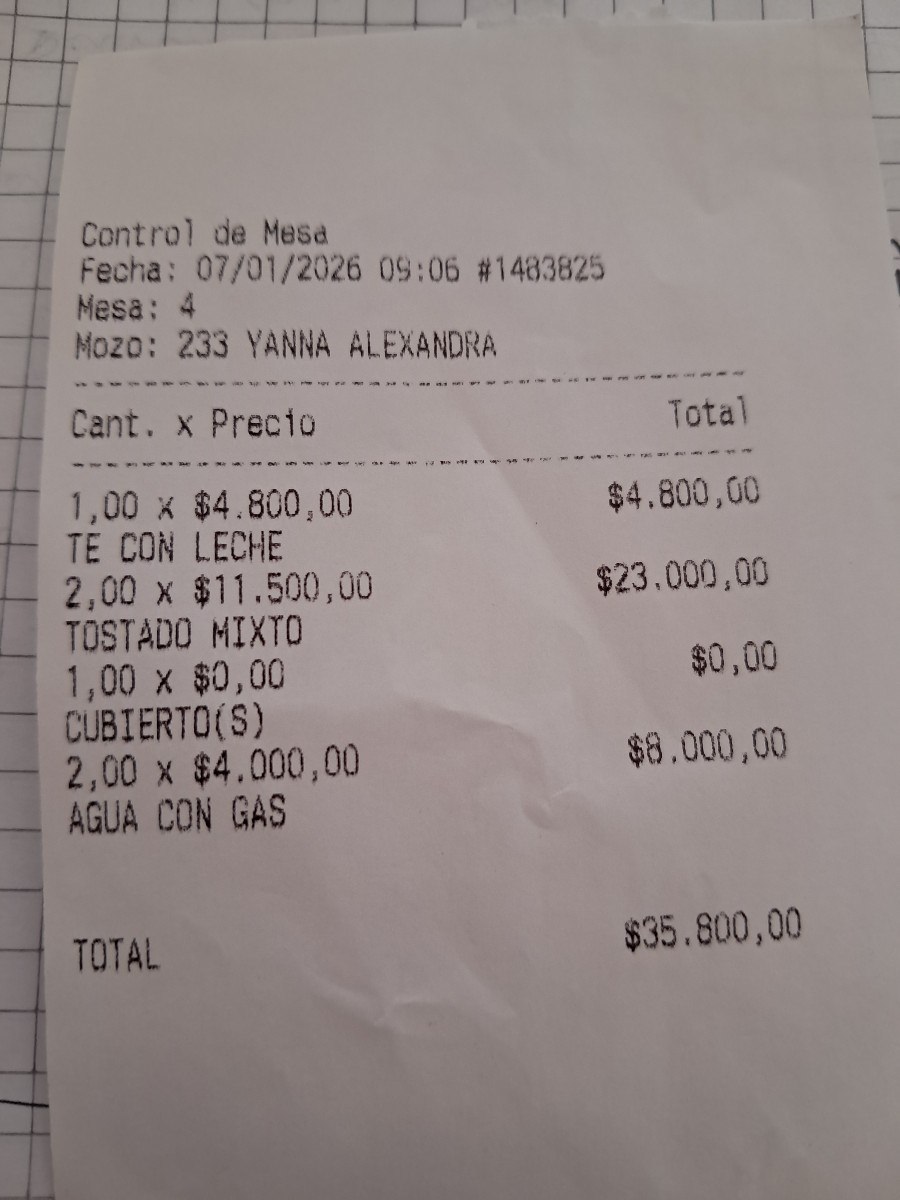 Control de Mesa
Fecha: 07/01/2026 09:06 #1483825
Mesa: 4
Mozo: 233 YANNA ALEXANDRA
Cant. x Precio Total
1,00 x $4.800,00 $4.800,00
TE CON LECHE
2,00 x $11.500,00 $23.000,00
TOSTADO MIXTO
1,00 x $0,00 $0,00
CUBIERTO(S)
2,00 x $4.000,00 $8.000,00
AGUA CON GAS
TOTAL $35.800,00